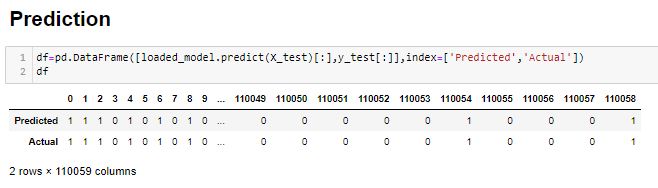 Prediction
1 df=pd.DataFrame([loaded_model.predict(X_test)[:],y_test[:]],index=['Predicted','Actual'])
2 df
0 1 2 3 4 5 6 7 8 9 ... 110049 110050 110051 110052 110053 110054 110055 110056 110057 110058
Predicted 1 1 1 0 1 0 1 0 1 0 ... 0 0 0 0 0 1 0 0 0 1
Actual 1 1 1 0 1 0 1 0 1 0 ... 0 0 0 0 0 1 0 0 0 1
2 rows × 110059 columns